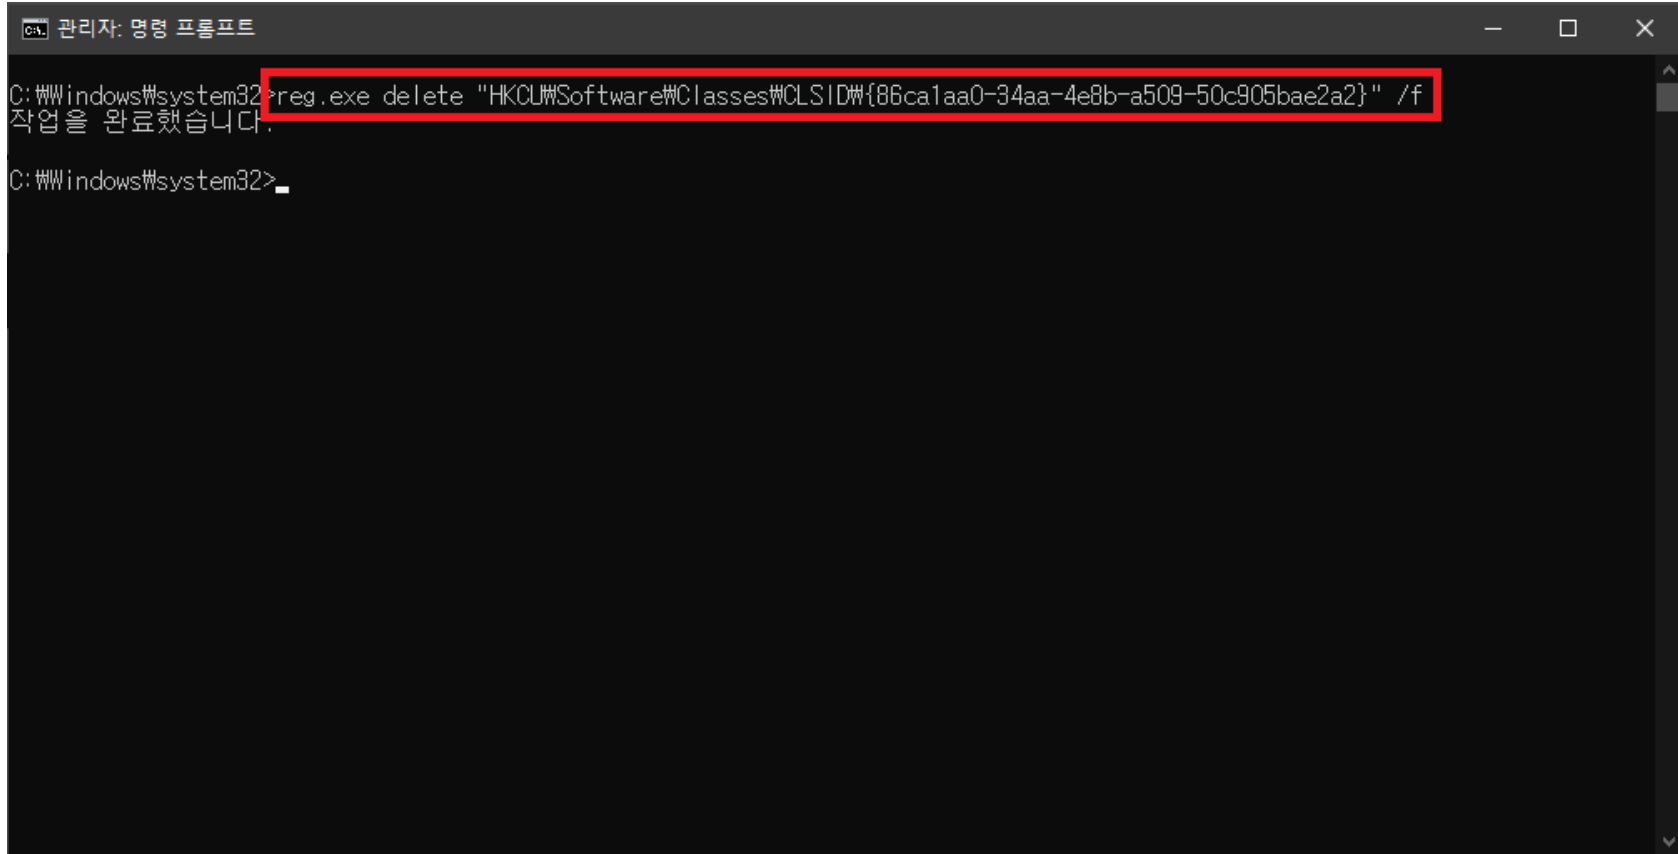 관리자: 명령 프롬프트
C:₩Windows₩system32>reg.exe delete "HKCU₩Software₩Classes₩CLSID₩{86ca1aa0-34aa-4e8b-a509-50c905bae2a2}" /f
작업을 완료했습니다.
C:₩Windows₩system32>